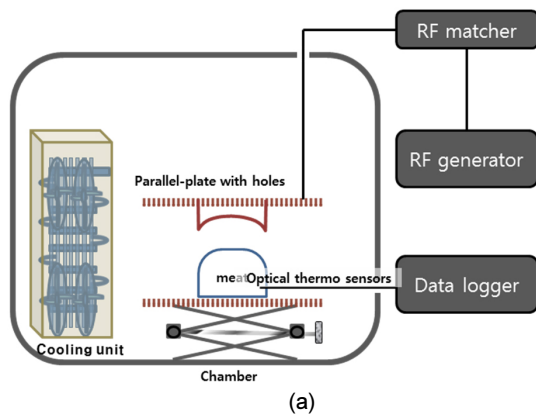 RF matcher
RF generator
Parallel-plate with holes
meat
Optical thermo sensors
Data logger
Cooling unit
Chamber
(a)